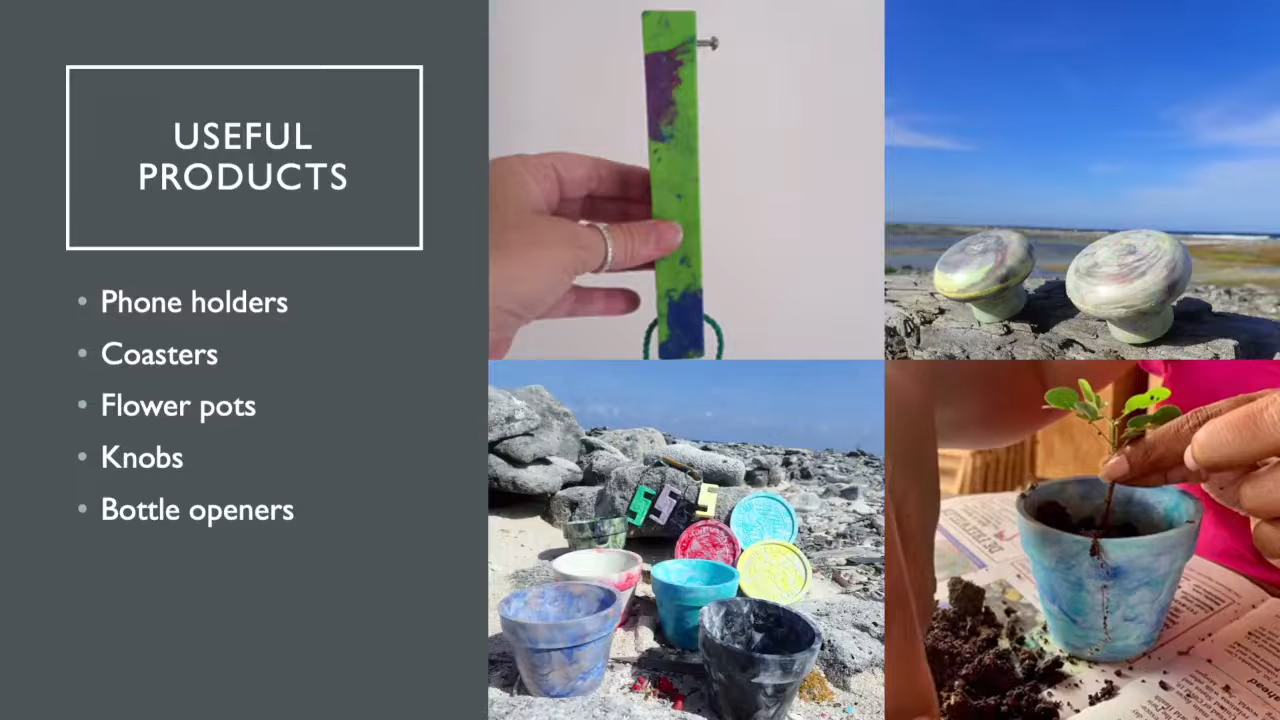 USEFUL
PRODUCTS
• Phone holders
• Coasters
• Flower pots
• Knobs
• Bottle openers